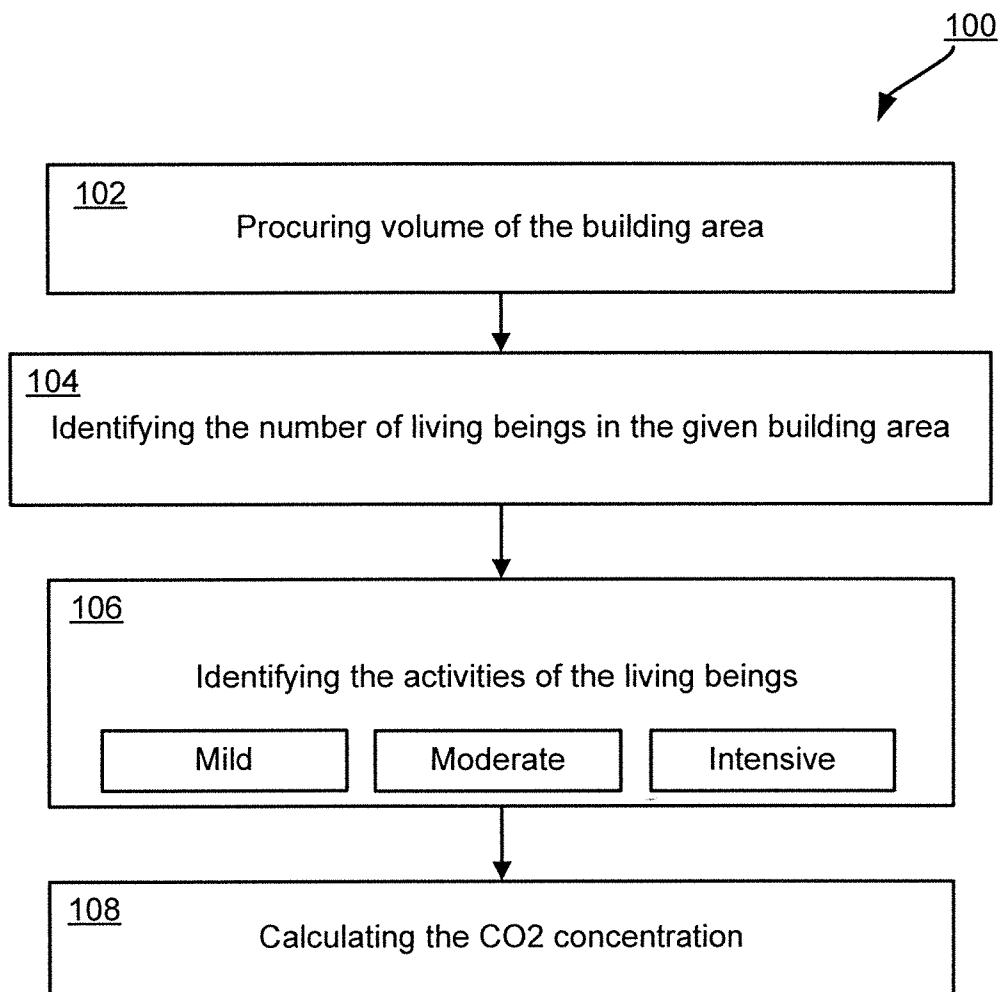 100
102
Procuring volume of the building area
104
Identifying the number of living beings in the given building area
106
Identifying the activities of the living beings
Mild Moderate Intensive
108
Calculating the CO2 concentration